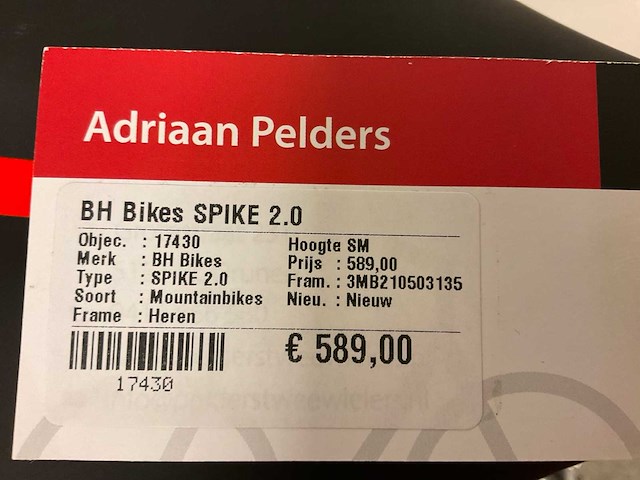 Adriaan Pelders
BH Bikes SPIKE 2.0
Objec. : 17430 Hoogte SM
Merk : BH Bikes Prijs : 589,00
Type : SPIKE 2.0 Fram. : 3MB210503135
Soort : Mountainbikes Nieu. : Nieuw
Frame : Heren
€ 589,00
17430